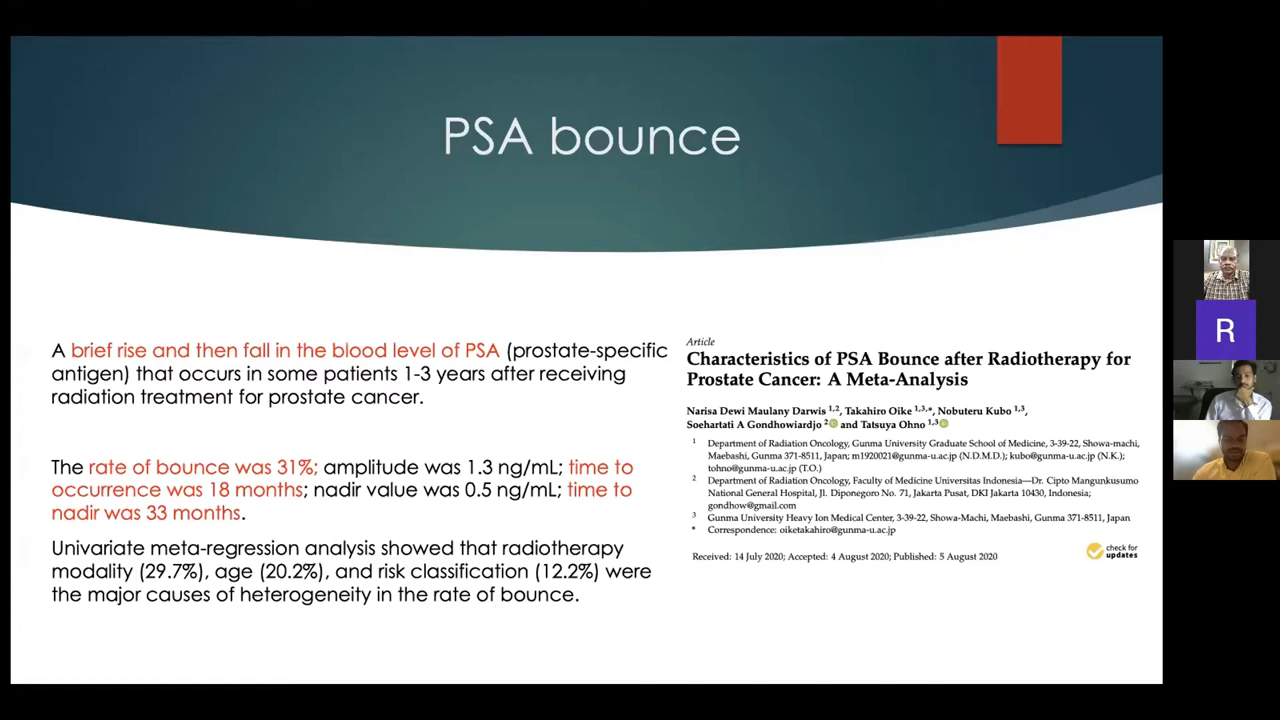 PSA bounce
A brief rise and then fall in the blood level of PSA (prostate-specific
antigen) that occurs in some patients 1-3 years after receiving
radiation treatment for prostate cancer.
The rate of bounce was 31%; amplitude was 1.3 ng/mL; time to
occurrence was 18 months; nadir value was 0.5 ng/mL; time to
nadir was 33 months.
Univariate meta-regression analysis showed that radiotherapy
modality (29.7%), age (20.2%), and risk classification (12.2%) were
the major causes of heterogeneity in the rate of bounce.
Article
Characteristics of PSA Bounce after Radiotherapy for
Prostate Cancer: A Meta-Analysis
Narisa Dewi Maulany Darwis 1,2, Takahiro Oike 1,3,*, Nobuteru Kubo 1,3,
Soehartati A Gondhowiardjo 2 and Tatsuya Ohno 1,3
1 Department of Radiation Oncology, Gunma University Graduate School of Medicine, 3-39-22, Showa-machi,
Maebashi, Gunma 371-8511, Japan; m1920021@gunma-u.ac.jp (N.D.M.D.); kubo@gunma-u.ac.jp (N.K.);
tohno@gunma-u.ac.jp (T.O.)
2 Department of Radiation Oncology, Faculty of Medicine Universitas Indonesia—Dr. Cipto Mangunkusumo
National General Hospital, Jl. Diponegoro No. 71, Jakarta Pusat, DKI Jakarta 10430, Indonesia;
gondhow@gmail.com
3 Gunma University Heavy Ion Medical Center, 3-39-22, Showa-Machi, Maebashi, Gunma 371-8511, Japan
* Correspondence: oiketakahiro@gunma-u.ac.jp
Received: 14 July 2020; Accepted: 4 August 2020; Published: 5 August 2020
check for
updates
R